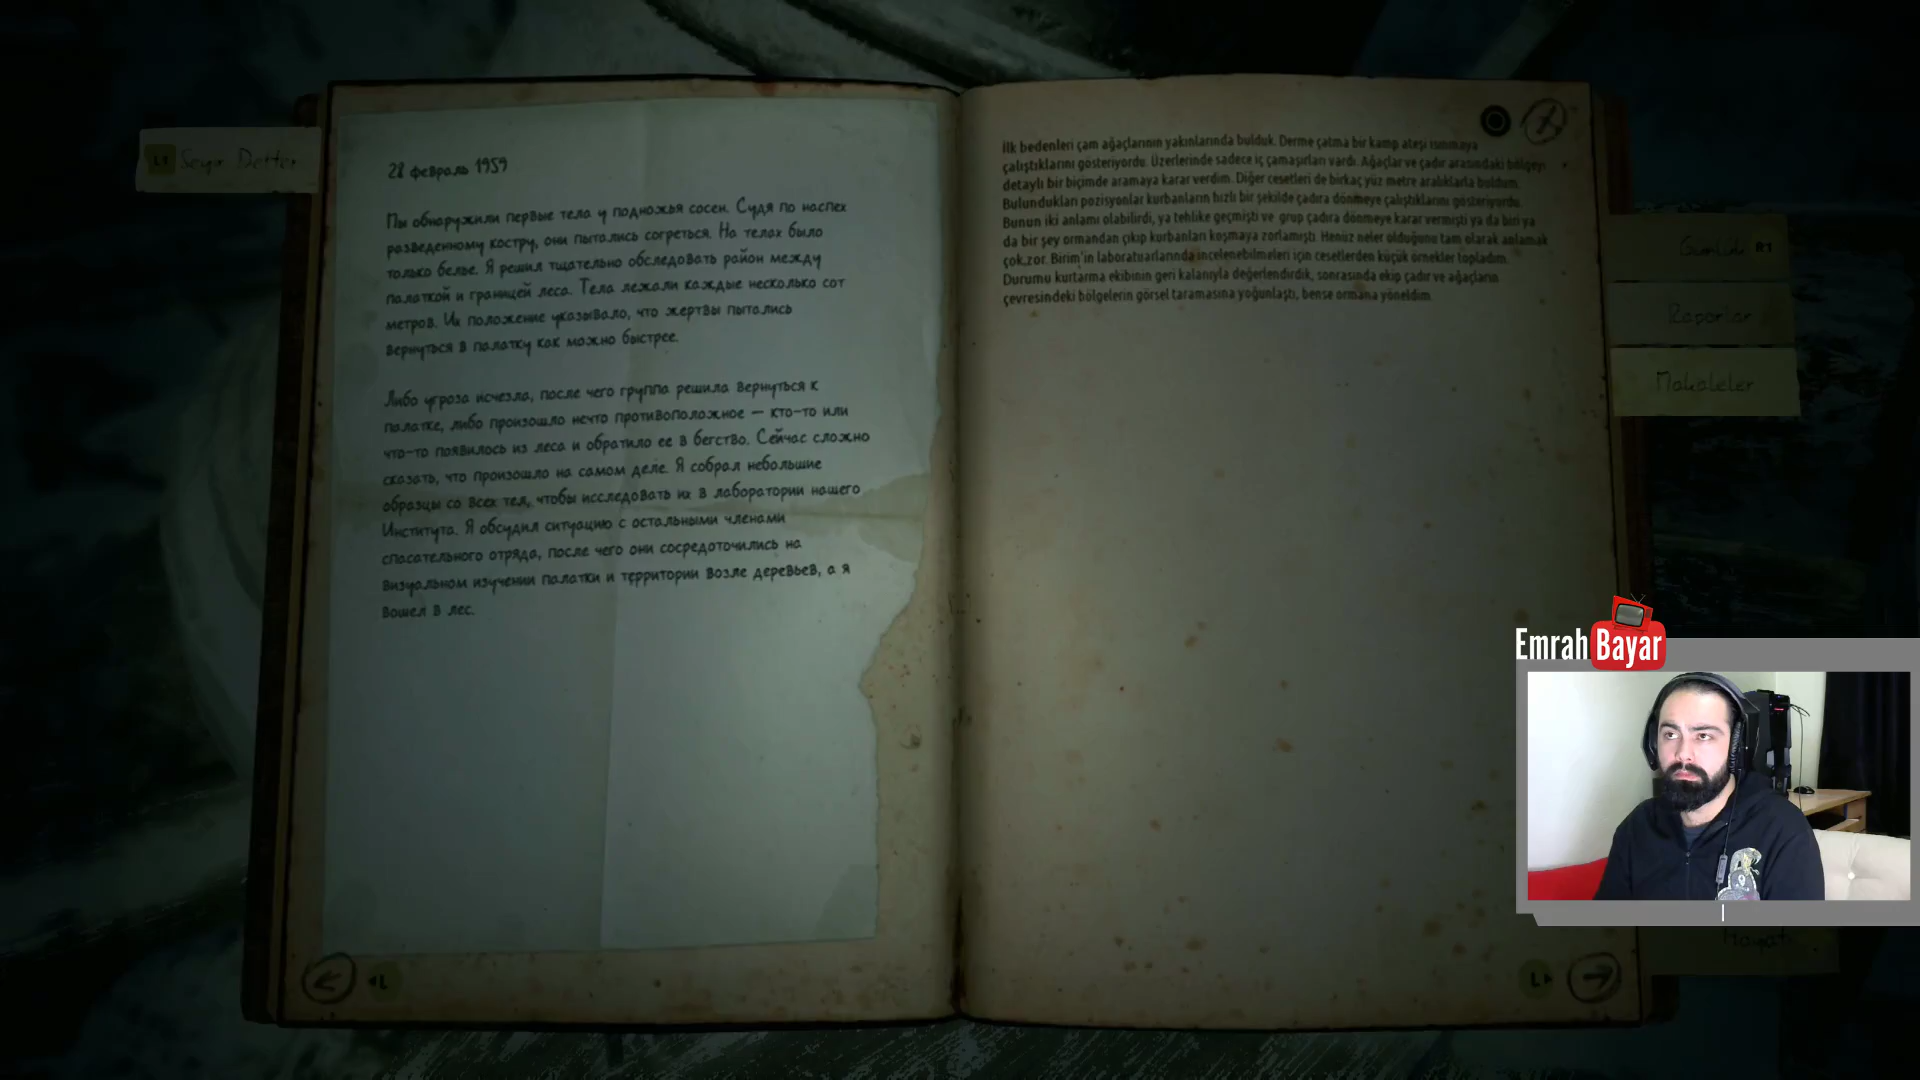 L1 Seyir Defteri
28 февраль 1959
Мы обнаружили первые тела у подножья сосен. Судя по наспех
разведенному костру, они пытались согреться. На телах было
только белье. Я решил тщательно обследовать район между
палаткой и границей леса. Тела лежали каждые несколько сот
метров. Их положение указывало, что жертвы пытались
вернуться в палатку как можно быстрее.
Либо угроза исчезла, после чего группа решила вернуться к
палатке, либо произошло нечто противоположное — кто-то или
что-то появилось из леса и обратило ее в бегство. Сейчас сложно
сказать, что произошло на самом деле. Я собрал небольшие
образцы со всех тел, чтобы исследовать их в лаборатории нашего
Института. Я обсудил ситуацию с остальными членами
спасательного отряда, после чего они сосредоточились на
визуальном изучении палатки и территории возле деревьев, а я
вошел в лес.
L
İlk bedenleri çam ağaçlarının yakınlarında bulduk. Derme çatma bir kamp ateşi ısınmaya
çalıştıklarını gösteriyordu. Üzerlerinde sadece iç çamaşırları vardı. Ağaçlar ve çadır arasındaki bölgeyi
detaylı bir biçimde aramaya karar verdim. Diğer cesetleri de birkaç yüz metre aralıklarla buldum.
Bulundukları pozisyonlar kurbanların hızlı bir şekilde çadıra dönmeye çalıştıklarını gösteriyordu.
Bunun iki anlamı olabilirdi, ya tehlike geçmişti ve grup çadıra dönmeye karar vermişti ya da biri ya
da bir şey ormandan çıkıp kurbanları koşmaya zorlamıştı. Henüz neler olduğunu tam olarak anlamak
çok zor. Birim'in laboratuarlarında incelenebilmeleri için cesetlerden küçük örnekler topladım.
Durumu kurtarma ekibinin geri kalanıyla değerlendirdik, sonrasında ekip çadır ve ağaçların
çevresindeki bölgelerin görsel taramasına yoğunlaştı, bense ormana yöneldim.
Günlük R1
Raporlar
Makaleler
Emrah Bayar
Hayati
L